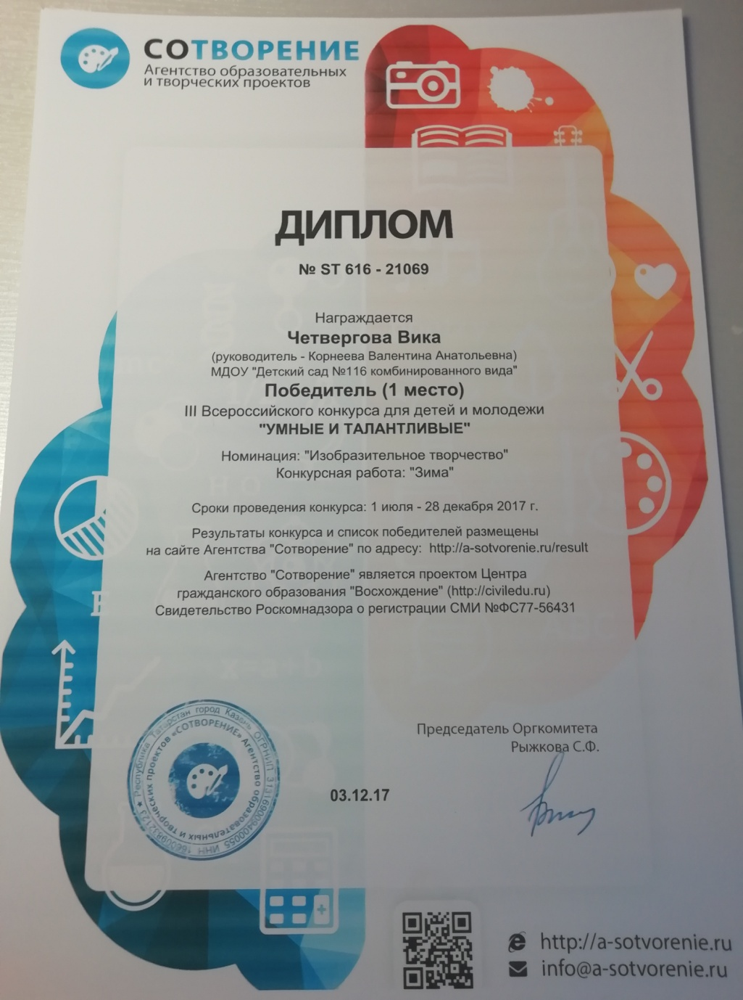 СОТВОРЕНИЕ
Агентство образовательных
и творческих проектов
ДИПЛОМ
№ ST 616 - 21069
Награждается
Четвергова Вика
(руководитель - Корнеева Валентина Анатольевна)
МДОУ "Детский сад №116 комбинированного вида"
Победитель (1 место)
III Всероссийского конкурса для детей и молодежи
"УМНЫЕ И ТАЛАНТЛИВЫЕ"
Номинация: "Изобразительное творчество"
Конкурсная работа: "Зима"
Сроки проведения конкурса: 1 июля - 28 декабря 2017 г.
Результаты конкурса и список победителей размещены
на сайте Агентства "Сотворение" по адресу: http://a-sotvorenie.ru/result
Агентство "Сотворение" является проектом Центра
гражданского образования "Восхождение" (http://civiledu.ru)
Свидетельство Роскомнадзора о регистрации СМИ №ФС77-56431
Председатель Оргкомитета
Рыжкова С.Ф.
03.12.17
Республика Татарстан город Казань ОГРНИП ИНН
«СОТВОРЕНИЕ» Агентство образовательных и творческих проектов
http://a-sotvorenie.ru
info@a-sotvorenie.ru